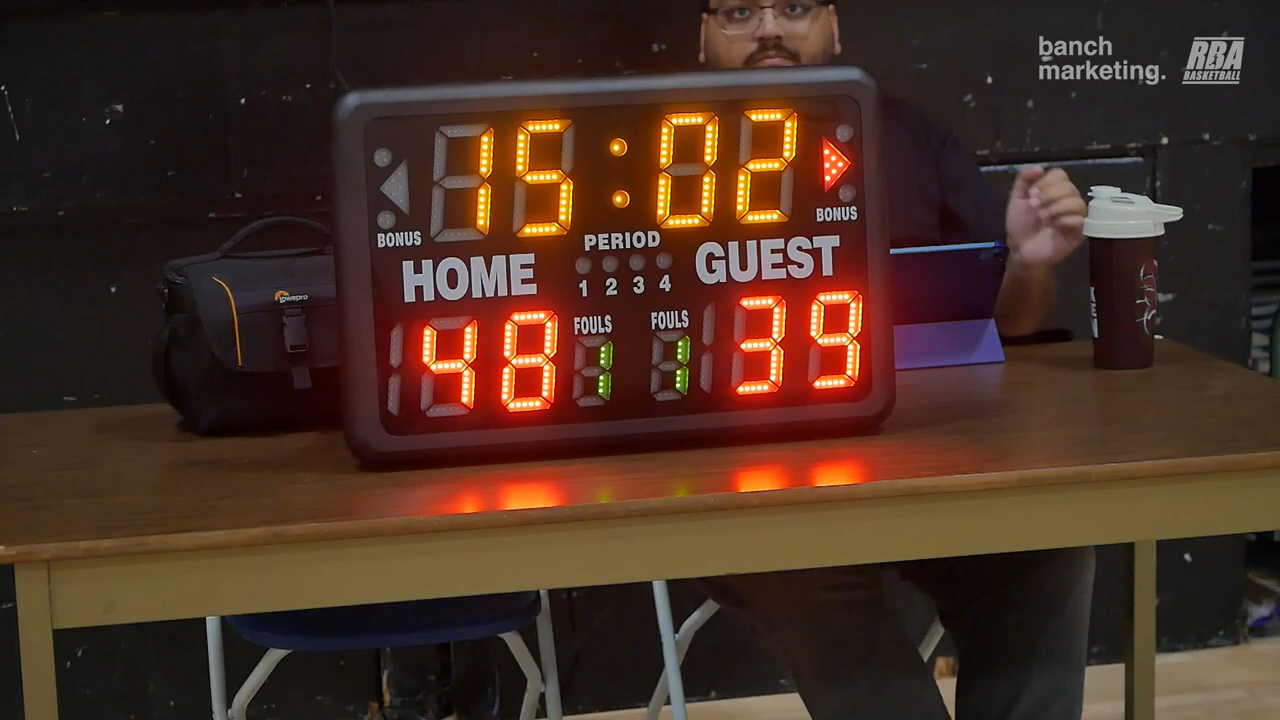 banch
marketing.
RBA
BASKETBALL
15:02
BONUS
BONUS
PERIOD
HOME
GUEST
1 2 3 4
FOULS
FOULS
48
1
1
39
lowepro